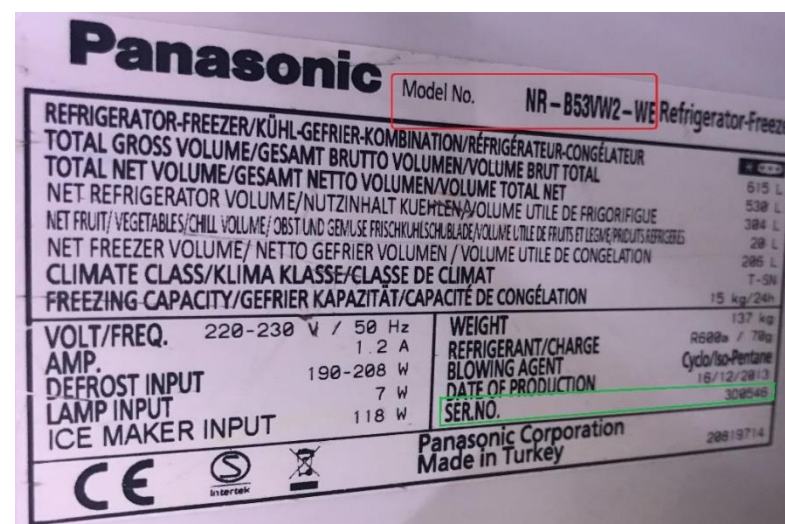 Panasonic
Model No. NR-B53VW2-WE Refrigerator-Freeze
REFRIGERATOR-FREEZER/KÜHL-GEFRIER-KOMBINATION/RÉFRIGÉRATEUR-CONGÉLATEUR
TOTAL GROSS VOLUME/GESAMT BRUTTO VOLUMEN/VOLUME BRUT TOTAL 615 L
TOTAL NET VOLUME/GESAMT NETTO VOLUMEN/VOLUME TOTAL NET 530 L
NET REFRIGERATOR VOLUME/NUTZINHALT KUEHLEN/VOLUME UTILE DE FRIGORIFIGUE 304 L
NET FRUIT/VEGETABLES/CHILL VOLUME/OBST UND GEMUSE FRISCHKUHLSCHUBLADE/VOLUME UTILE DE FRUITS ET LEGME/PRIDUITS REFRIGERES 20 L
NET FREEZER VOLUME/ NETTO GEFRIER VOLUMEN / VOLUME UTILE DE CONGELATION 206 L
CLIMATE CLASS/KLIMA KLASSE/CLASSE DE CLIMAT T-SN
FREEZING CAPACITY/GEFRIER KAPAZITÄT/CAPACITÉ DE CONGÉLATION 15 kg/24h
VOLT/FREQ. 220-230 V / 50 Hz
AMP. 1.2 A
DEFROST INPUT 190-208 W
LAMP INPUT 7 W
ICE MAKER INPUT 118 W
WEIGHT 137 kg
REFRIGERANT/CHARGE R600a / 70g
BLOWING AGENT Cyclo/Iso-Pentane
DATE OF PRODUCTION 16/12/2013
SER.NO. 300546
Panasonic Corporation
Made in Turkey 20819714
CE
S
Intertek